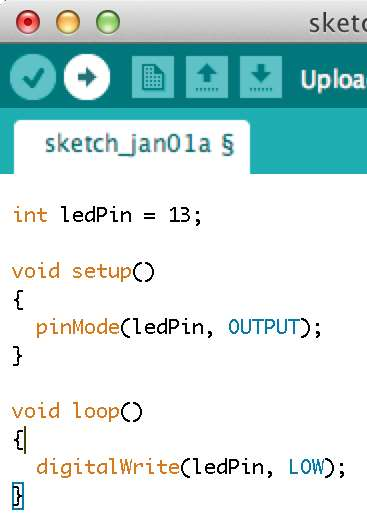 sketc
Uploa
sketch_jan01a §
int ledPin = 13;
void setup()
{
pinMode(ledPin, OUTPUT);
}
void loop()
{
digitalWrite(ledPin, LOW);
}